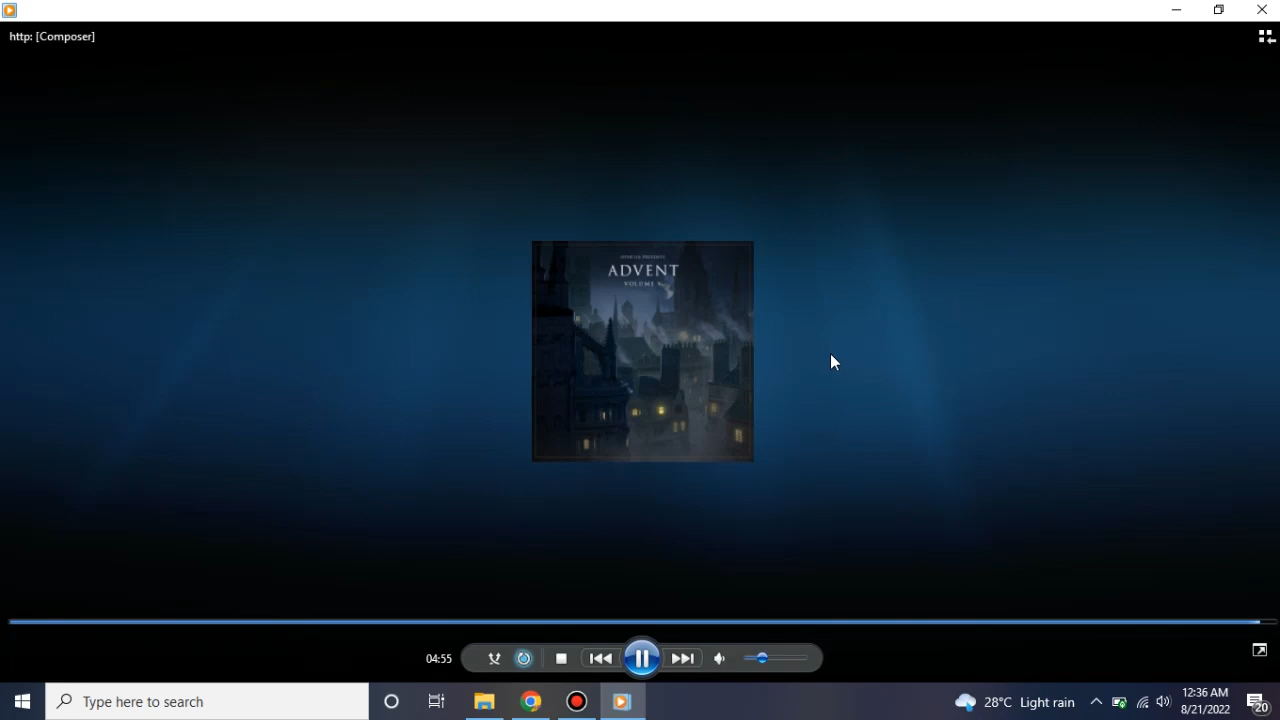 http: [Composer]
ADVENT
VOLUME
04:55
Type here to search
28°C Light rain
12:36 AM
8/21/2022
20